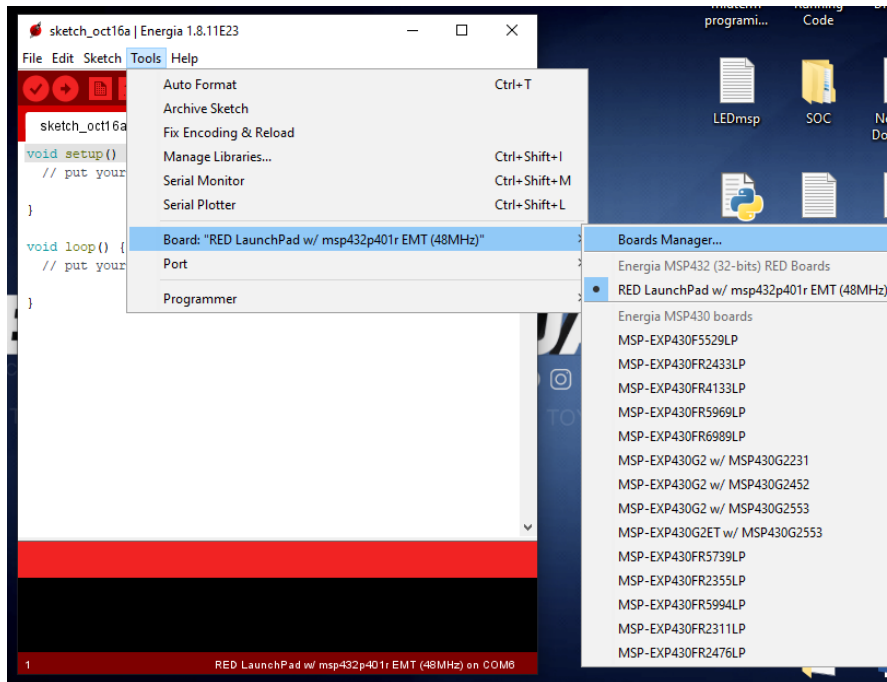 programi...
Code
sketch_oct16a | Energia 1.8.11E23
File Edit Sketch Tools Help
sketch_oct16a
Auto Format Ctrl+T
Archive Sketch
Fix Encoding & Reload
Manage Libraries... Ctrl+Shift+I
Serial Monitor Ctrl+Shift+M
Serial Plotter Ctrl+Shift+L
Board: "RED LaunchPad w/ msp432p401r EMT (48MHz)"
Port
Programmer
void setup()
// put your
}
void loop() {
// put your
}
Boards Manager...
Energia MSP432 (32-bits) RED Boards
RED LaunchPad w/ msp432p401r EMT (48MHz)
Energia MSP430 boards
MSP-EXP430F5529LP
MSP-EXP430FR2433LP
MSP-EXP430FR4133LP
MSP-EXP430FR5969LP
MSP-EXP430FR6989LP
MSP-EXP430G2 w/ MSP430G2231
MSP-EXP430G2 w/ MSP430G2452
MSP-EXP430G2 w/ MSP430G2553
MSP-EXP430G2ET w/ MSP430G2553
MSP-EXP430FR5739LP
MSP-EXP430FR2355LP
MSP-EXP430FR5994LP
MSP-EXP430FR2311LP
MSP-EXP430FR2476LP
LEDmsp
SOC
1 RED LaunchPad w/ msp432p401r EMT (48MHz) on COM6